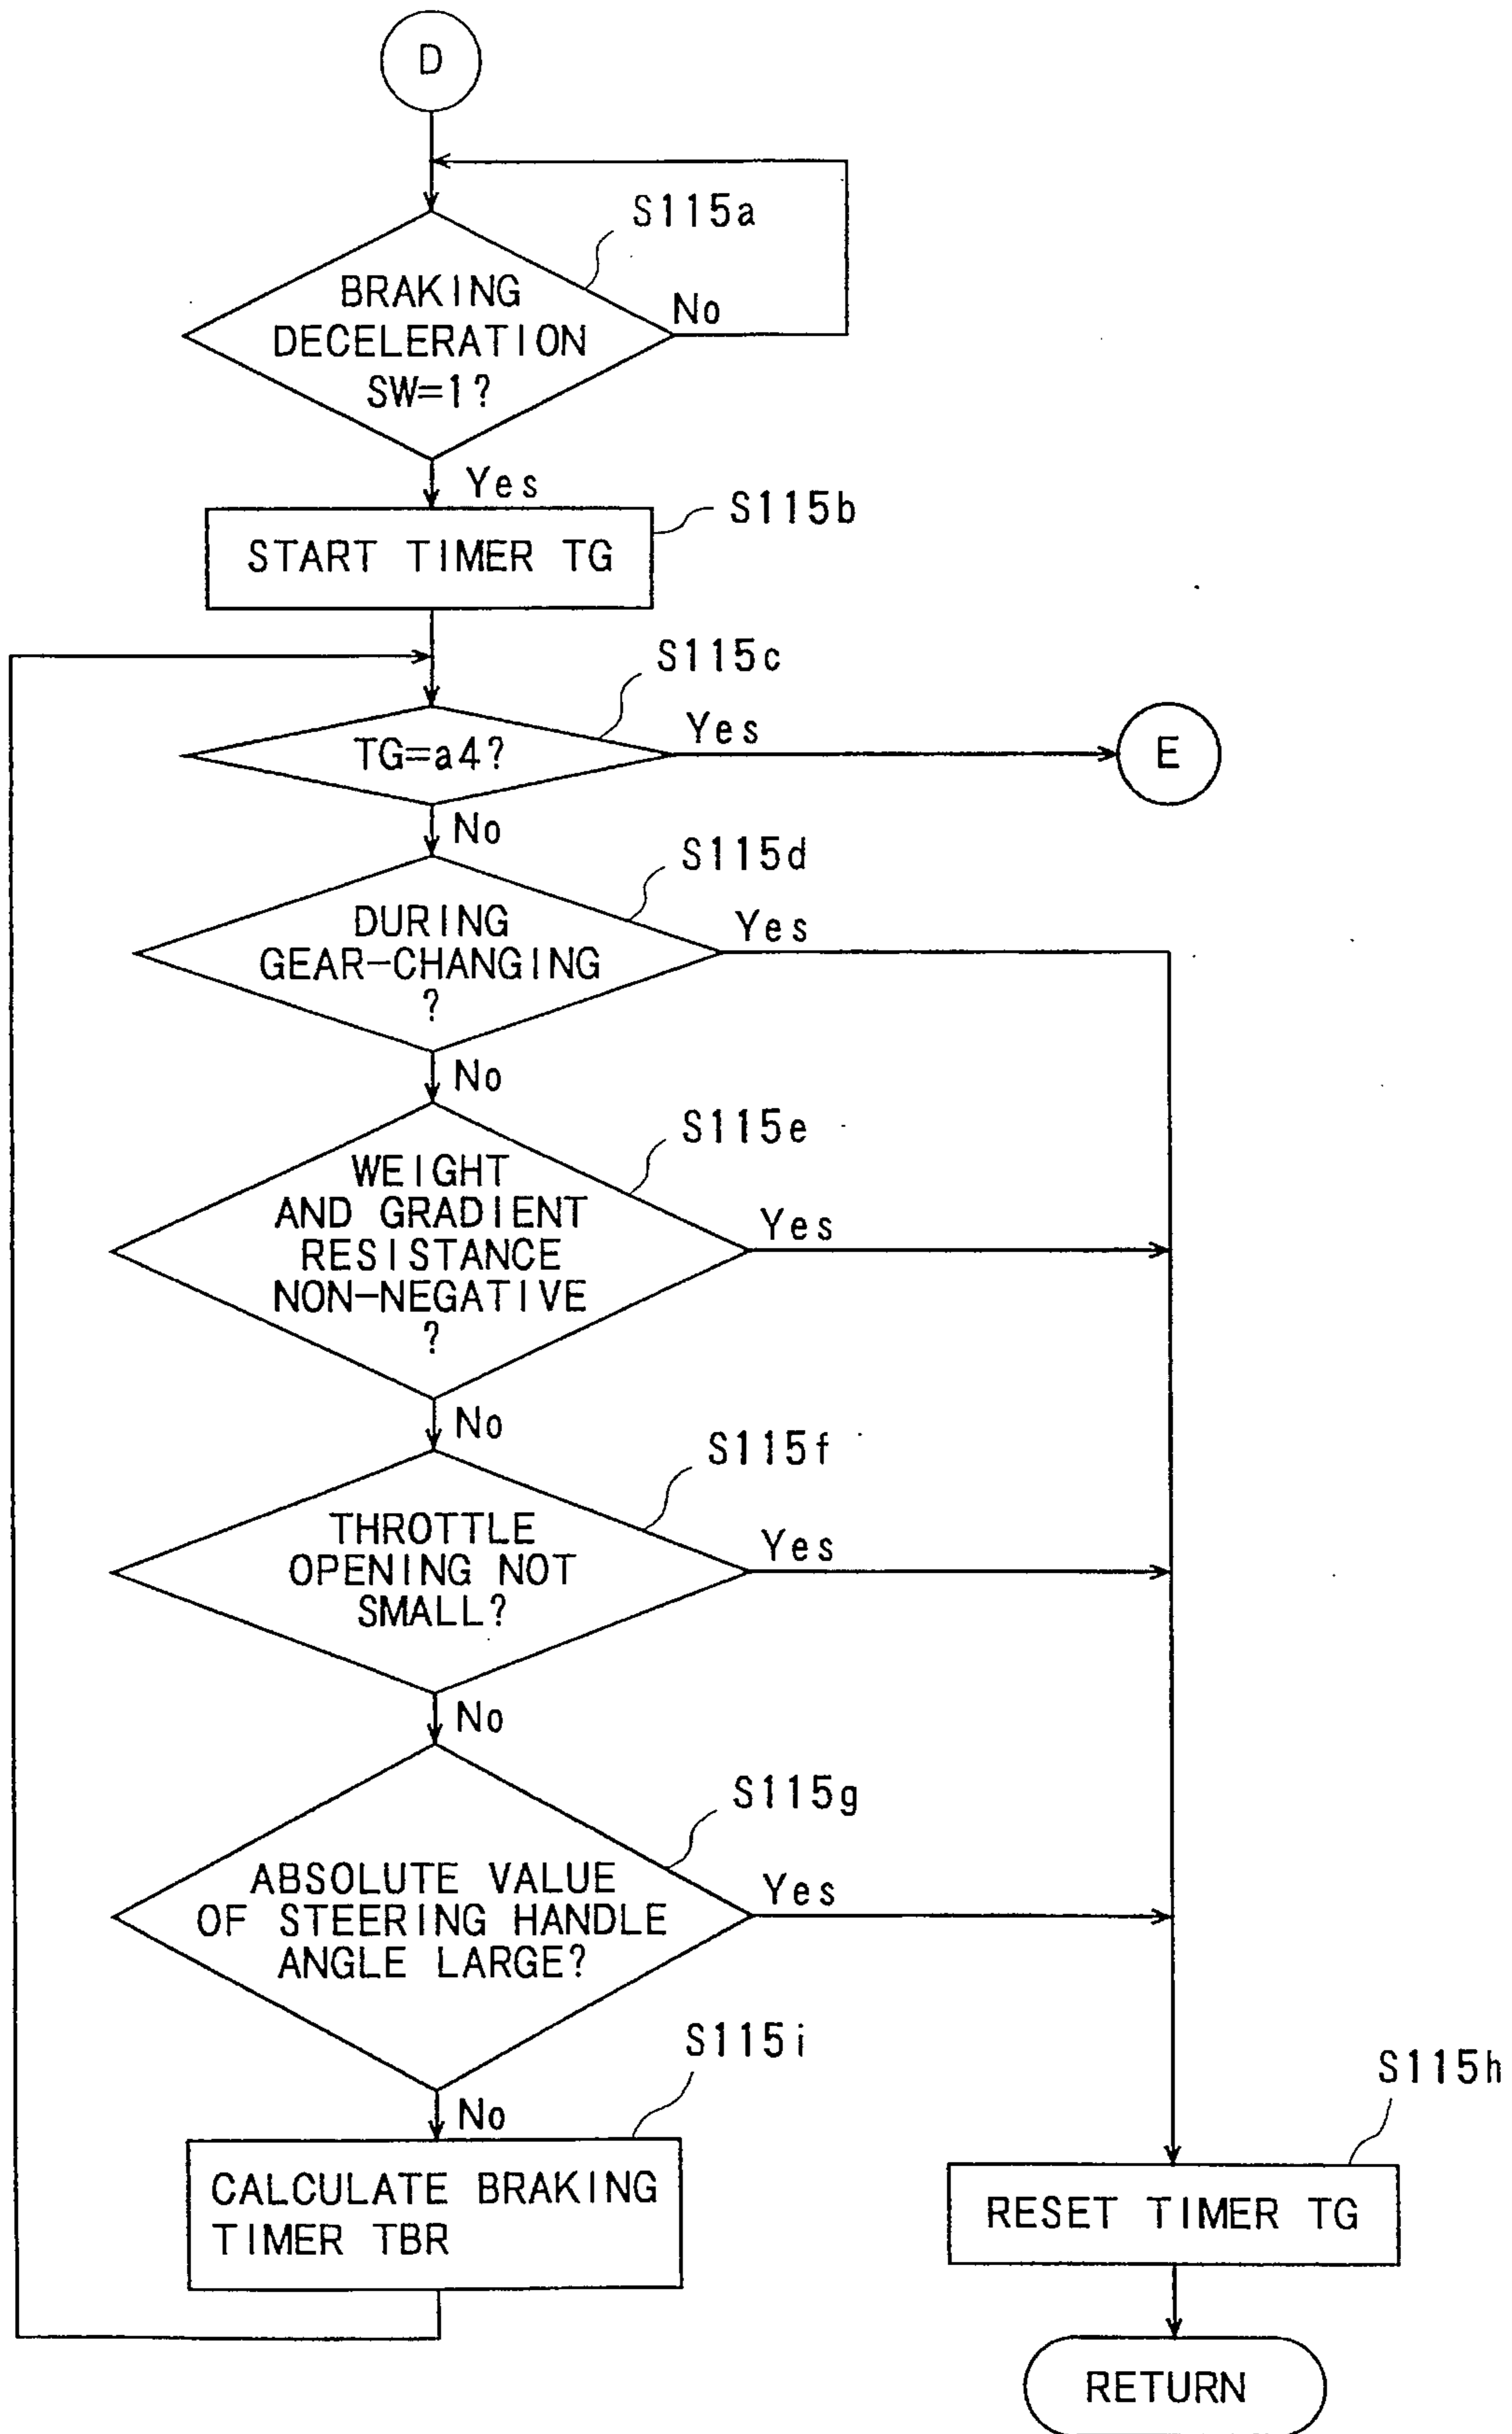 D
S115a
BRAKING
DECELERATION
SW=1?
No
Yes
S115b
START TIMER TG
S115c
TG=a4?
Yes
E
No
S115d
DURING
GEAR-CHANGING
?
Yes
No
S115e
WEIGHT
AND GRADIENT
RESISTANCE
NON-NEGATIVE
?
Yes
No
S115f
THROTTLE
OPENING NOT
SMALL?
Yes
No
S115g
ABSOLUTE VALUE
OF STEERING HANDLE
ANGLE LARGE?
Yes
No
S115i
CALCULATE BRAKING
TIMER TBR
S115h
RESET TIMER TG
RETURN